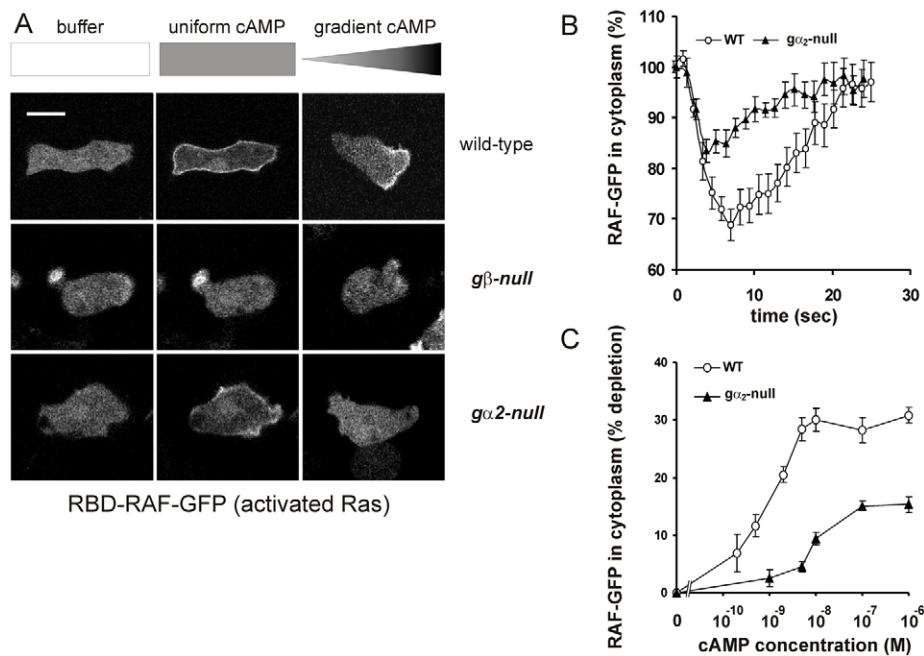 A
buffer
uniform cAMP
gradient cAMP
wild-type
gβ-null
gα2-null
RBD-RAF-GFP (activated Ras)
B
WT
gα₂-null
RAF-GFP in cytoplasm (%)
120
100
90
80
70
60
0
10
20
30
time (sec)
C
WT
gα₂-null
RAF-GFP in cytoplasm (% depletion)
40
30
20
10
0
0
10⁻¹⁰
10⁻⁹
10⁻⁸
10⁻⁷
10⁻⁶
cAMP concentration (M)